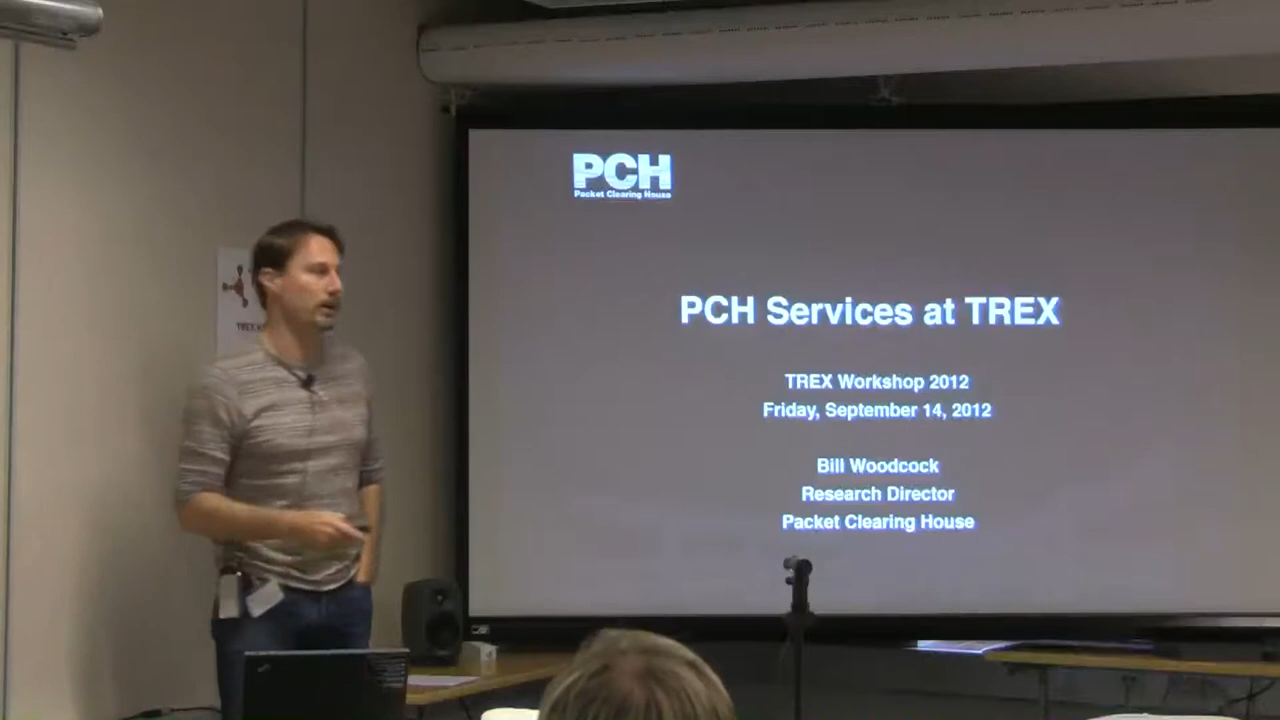 PCH
Packet Clearing House
PCH Services at TREX
TREX Workshop 2012
Friday, September 14, 2012
Bill Woodcock
Research Director
Packet Clearing House